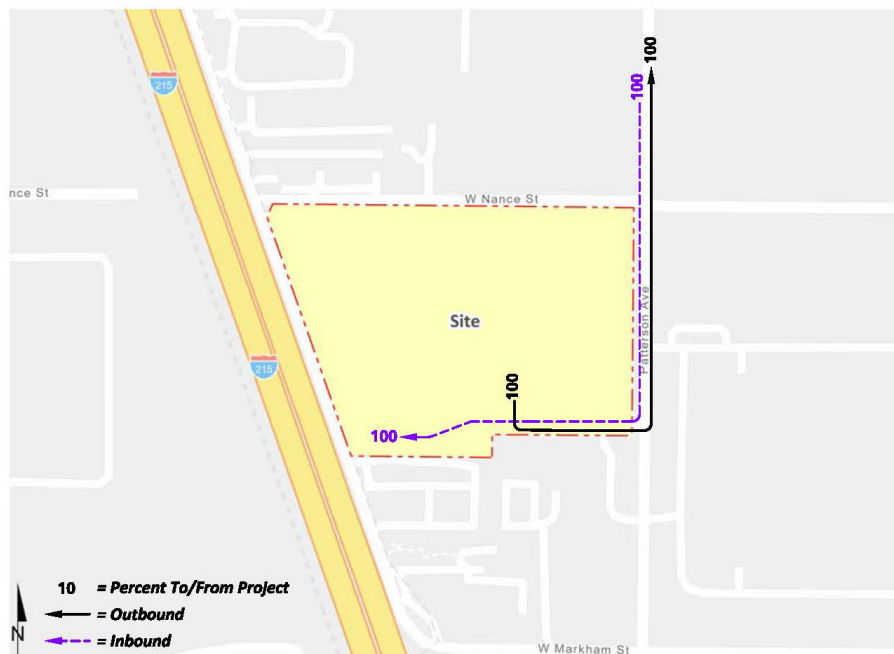 100
100
215
nce St
W Nance St
Site
Patterson Ave
215
100
100
10 = Percent To/From Project
= Outbound
N
= Inbound
W Markham St